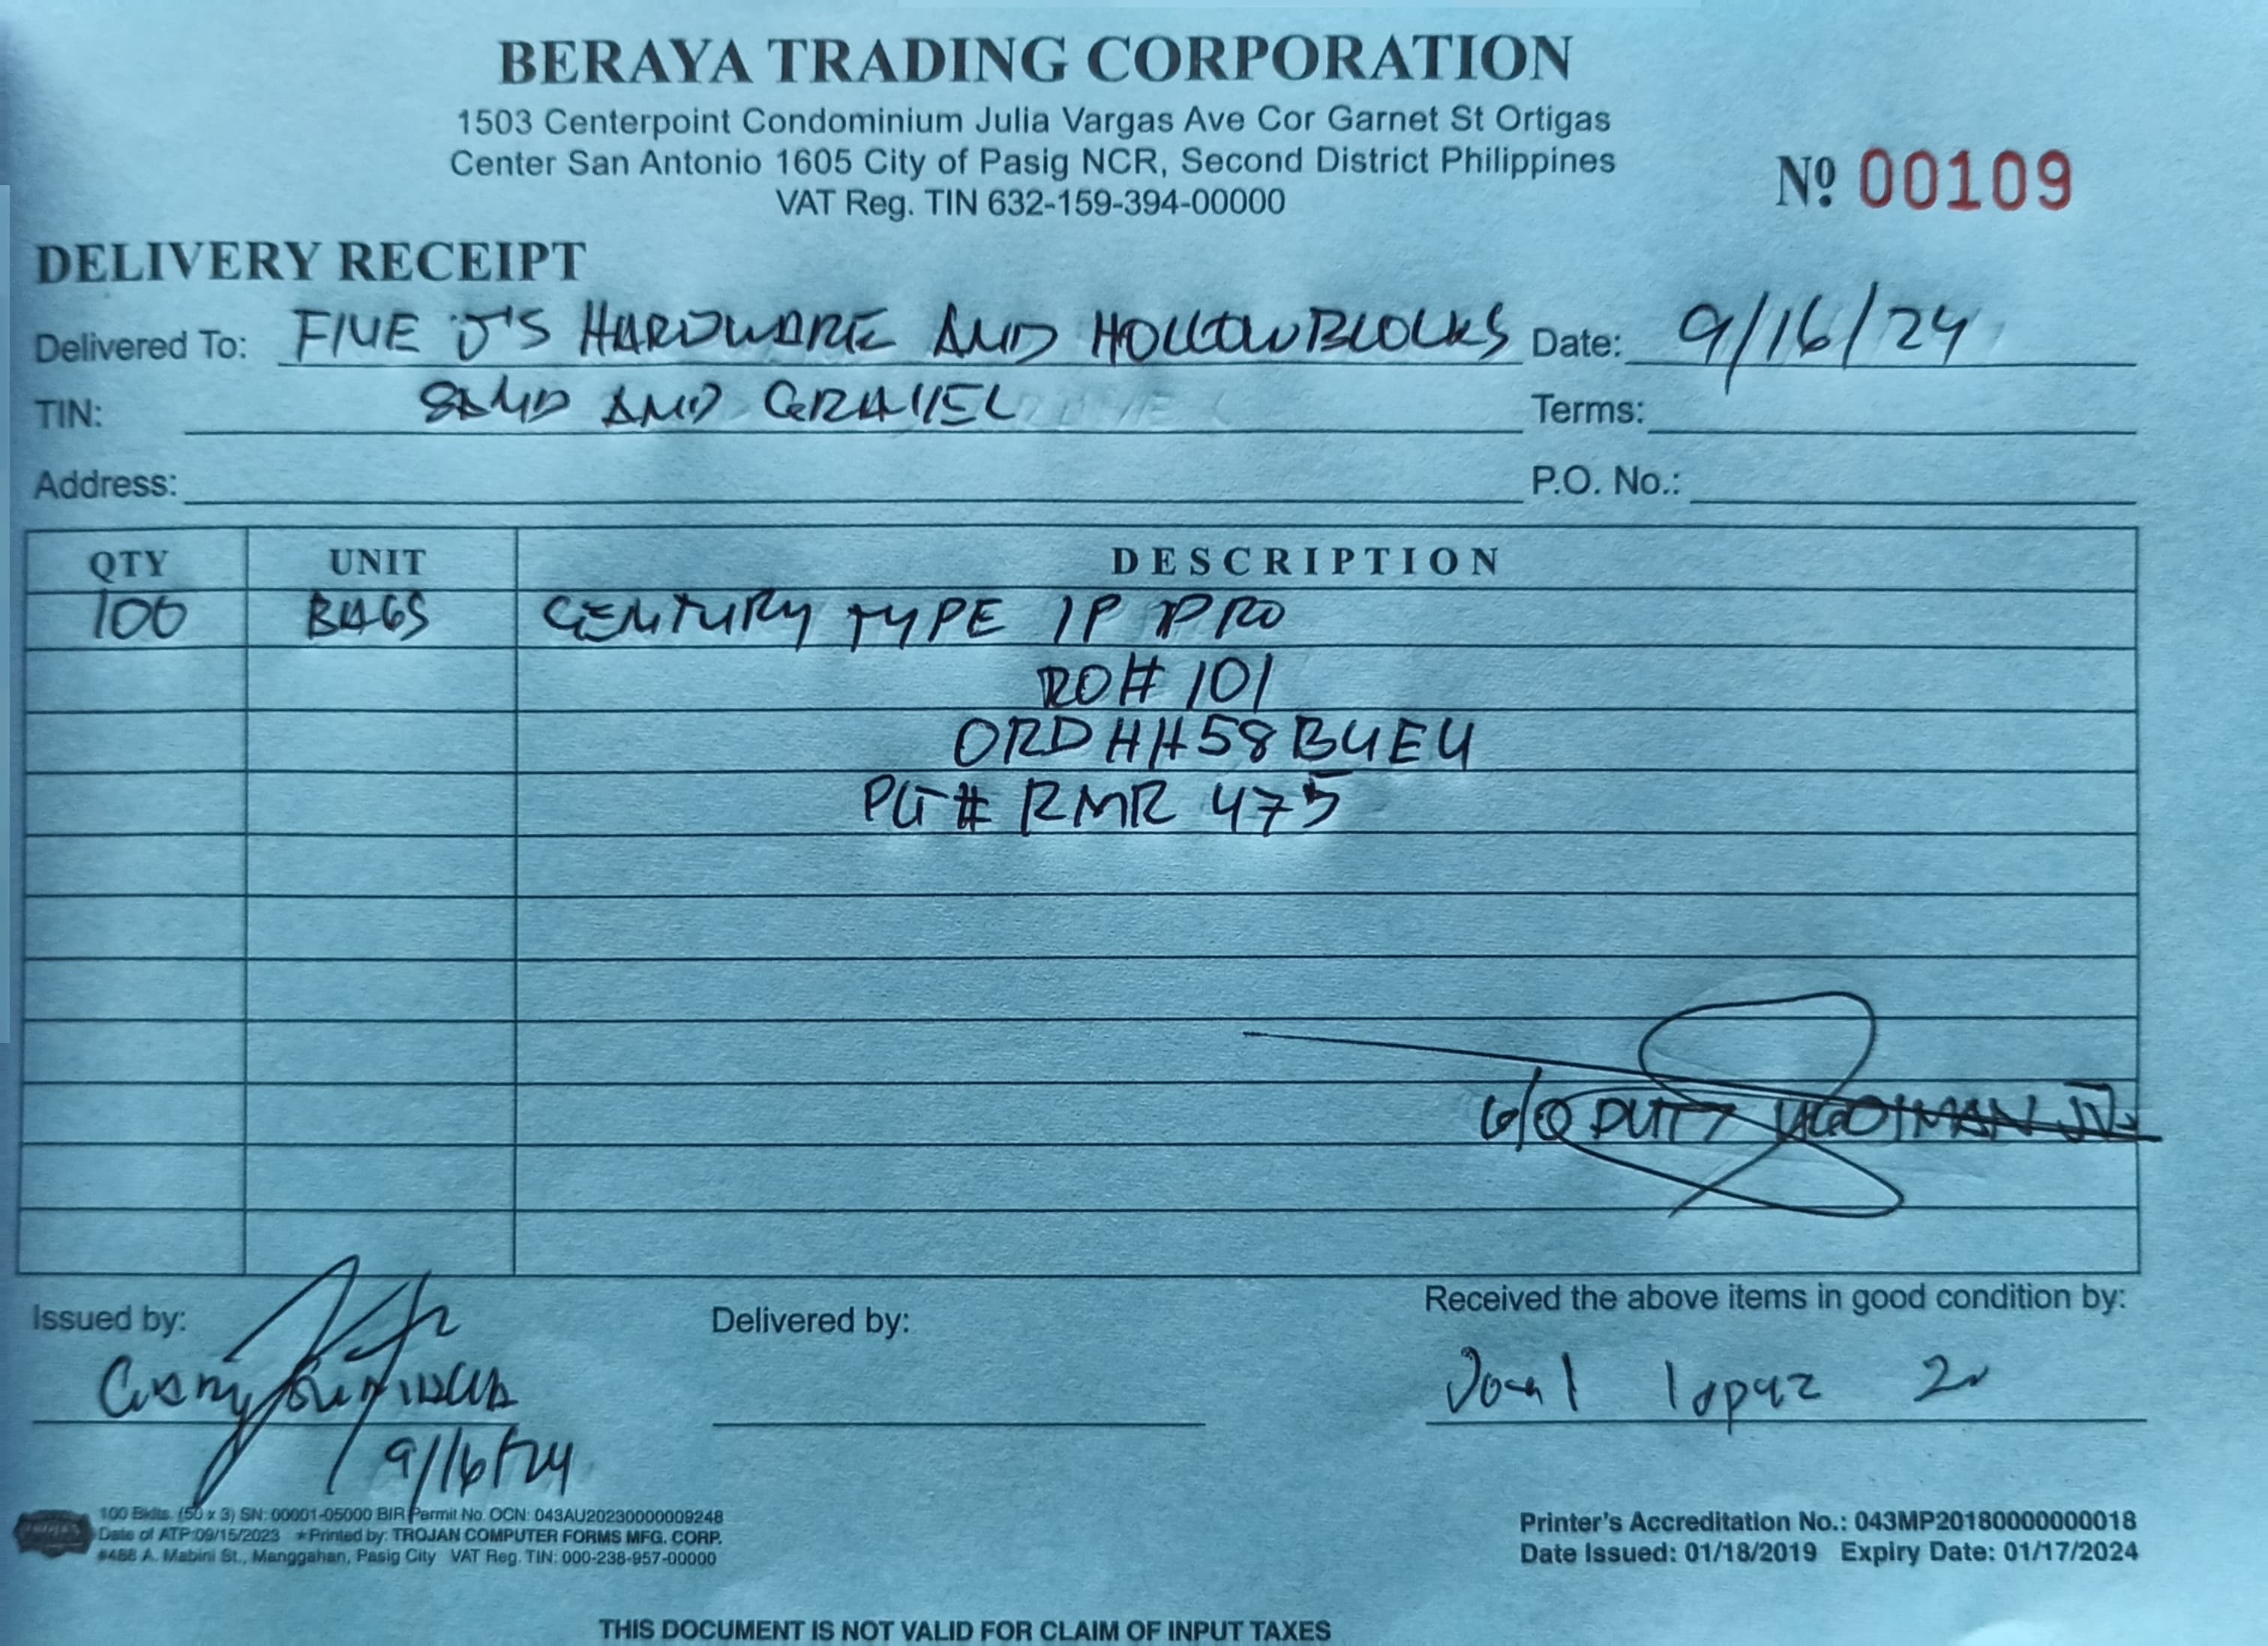 BERAYA TRADING CORPORATION
1503 Centerpoint Condominium Julia Vargas Ave Cor Garnet St Ortigas
Center San Antonio 1605 City of Pasig NCR, Second District Philippines
VAT Reg. TIN 632-159-394-00000
Nº 00109
DELIVERY RECEIPT
Delivered To: FIVE J'S HARDWARE AND HOLLOWBLOCKS Date: 9/16/24
TIN: SAND AND GRAVEL Terms:
Address: P.O. No.:
QTY UNIT DESCRIPTION
100 BAGS CENTURY TYPE 1P PRO
RO# 101
ORD# H58B4E4
PLT# RMR 475
DUTY
Issued by: Delivered by: Received the above items in good condition by:
9/16/24
100 Bklts. (50 x 3) SN: 00001-05000 BIR Permit No. OCN: 043AU20230000009248
Date of ATP:09/15/2023 ★Printed by: TROJAN COMPUTER FORMS MFG. CORP.
#488 A. Mabini St., Manggahan, Pasig City VAT Reg. TIN: 000-238-957-00000
Printer's Accreditation No.: 043MP20180000000018
Date Issued: 01/18/2019 Expiry Date: 01/17/2024
THIS DOCUMENT IS NOT VALID FOR CLAIM OF INPUT TAXES